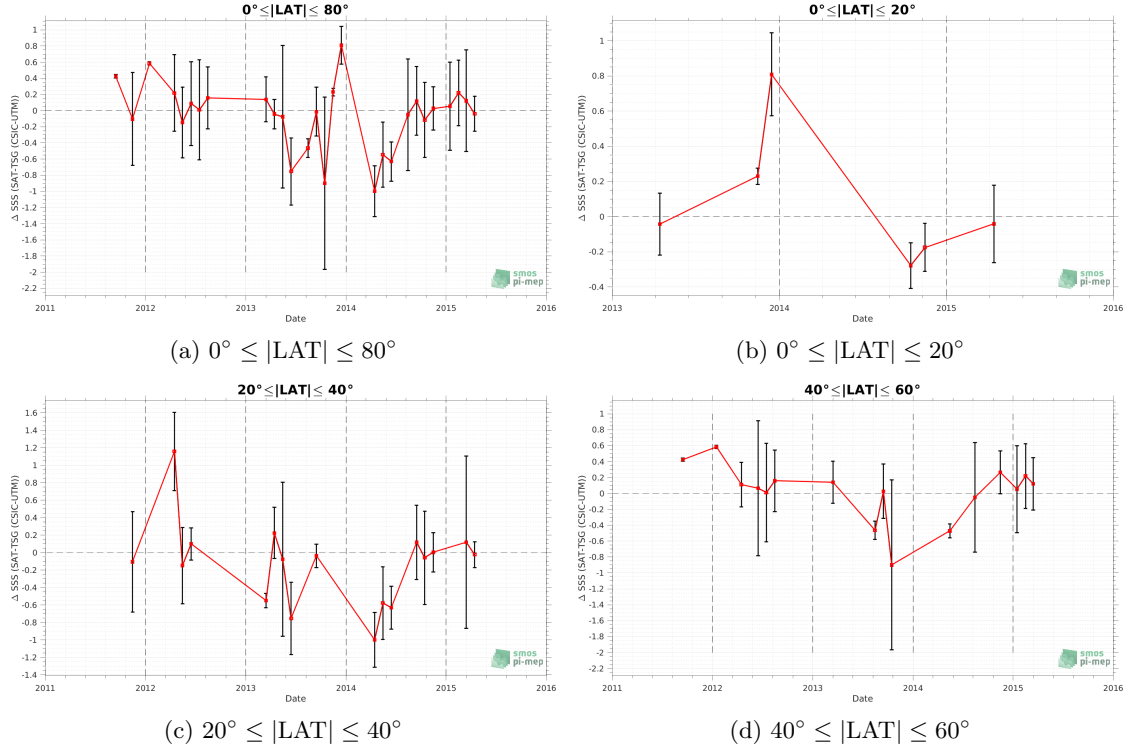 0°≤|LAT|≤ 80°
Δ SSS (SAT-TSG (CSIC-UTM))
1
0.8
0.6
0.4
0.2
0
-0.2
-0.4
-0.6
-0.8
-1
-1.2
-1.4
-1.6
-1.8
-2
-2.2
2011 2012 2013 2014 2015 2016
Date
smos
pi-mep
(a) 0° ≤ |LAT| ≤ 80°
0°≤|LAT|≤ 20°
Δ SSS (SAT-TSG (CSIC-UTM))
1
0.8
0.6
0.4
0.2
0
-0.2
-0.4
2013 2014 2015 2016
Date
smos
pi-mep
(b) 0° ≤ |LAT| ≤ 20°
20°≤|LAT|≤ 40°
Δ SSS (SAT-TSG (CSIC-UTM))
1.6
1.4
1.2
1
0.8
0.6
0.4
0.2
0
-0.2
-0.4
-0.6
-0.8
-1
-1.2
-1.4
2011 2012 2013 2014 2015 2016
Date
smos
pi-mep
(c) 20° ≤ |LAT| ≤ 40°
40°≤|LAT|≤ 60°
Δ SSS (SAT-TSG (CSIC-UTM))
1
0.8
0.6
0.4
0.2
0
-0.2
-0.4
-0.6
-0.8
-1
-1.2
-1.4
-1.6
-1.8
-2
-2.2
2011 2012 2013 2014 2015 2016
Date
smos
pi-mep
(d) 40° ≤ |LAT| ≤ 60°